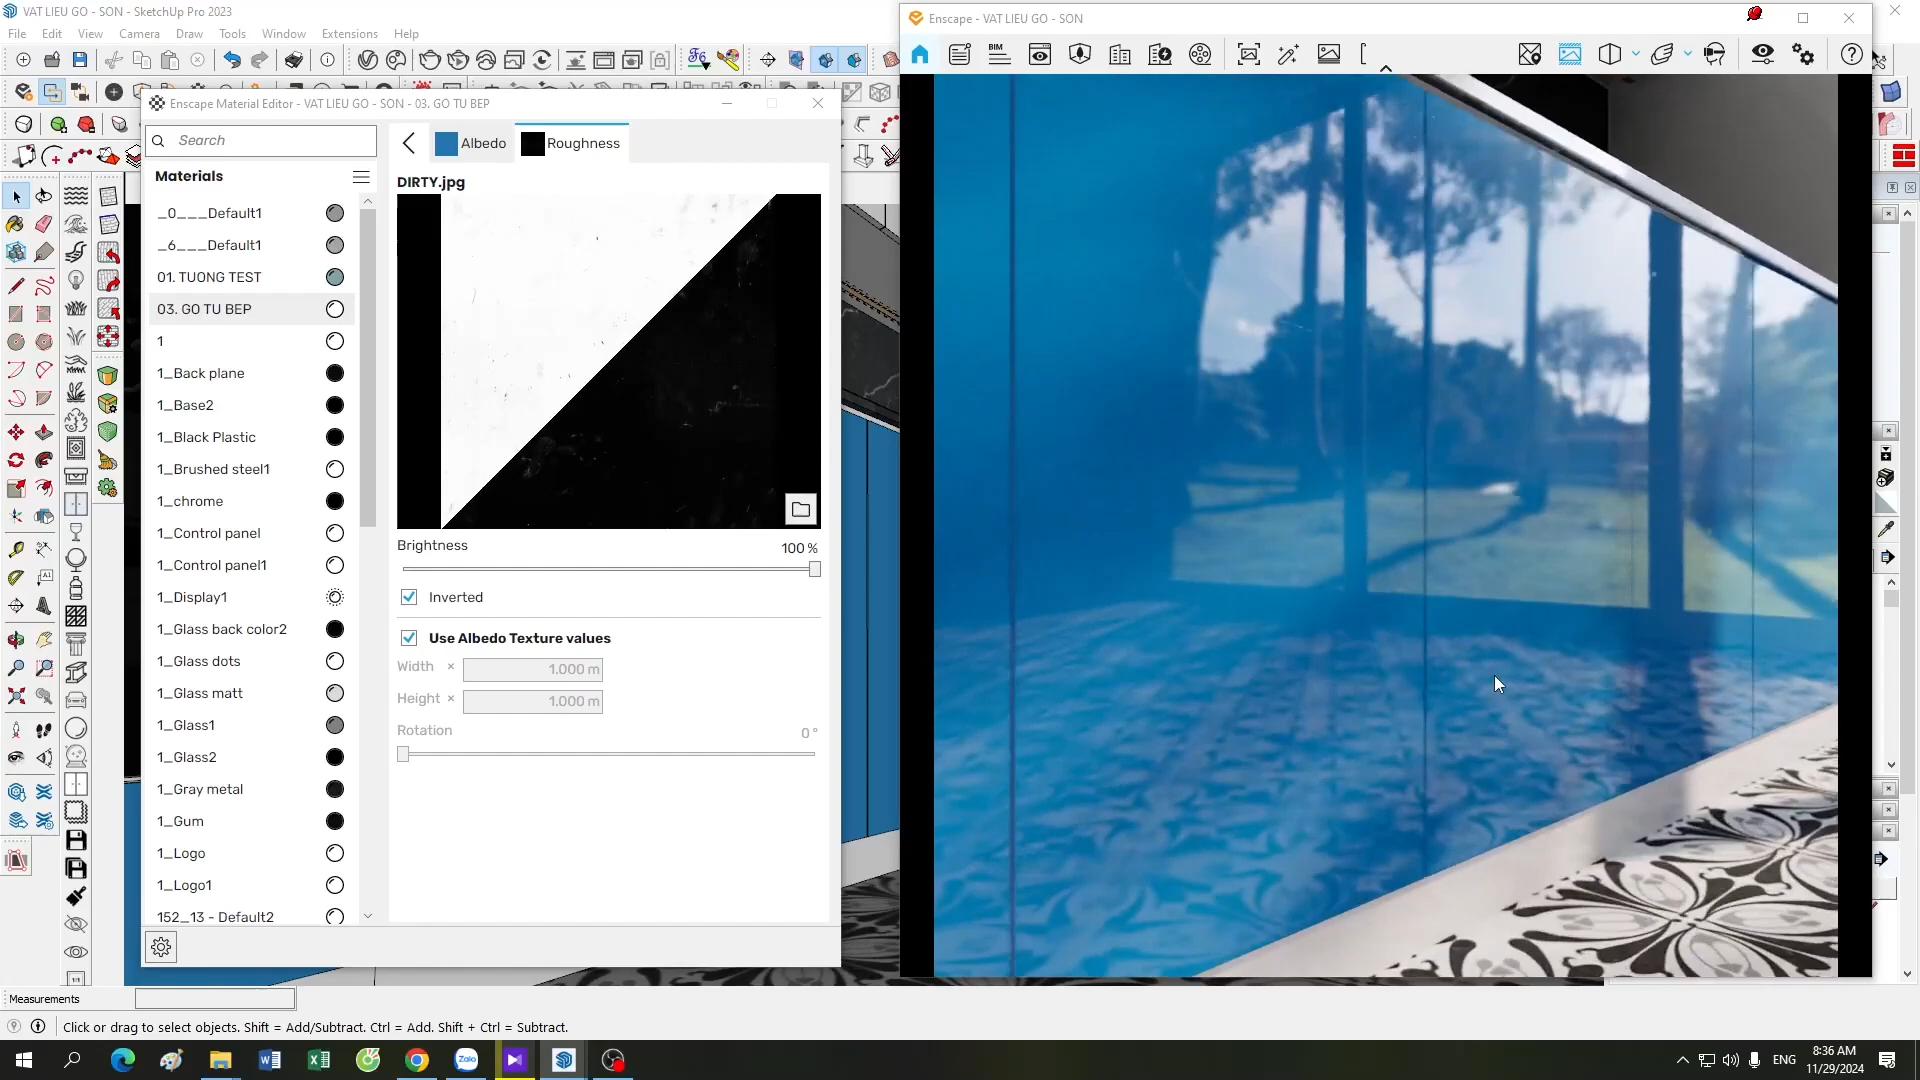 VAT LIEU GO - SON - SketchUp Pro 2023
File Edit View Camera Draw Tools Window Extensions Help
Enscape - VAT LIEU GO - SON
BIM
Enscape Material Editor - VAT LIEU GO - SON - 03. GO TU BEP
Search
Albedo
Roughness
Materials
_0___Default1
_6___Default1
01. TUONG TEST
03. GO TU BEP
1
1_Back plane
1_Base2
1_Black Plastic
1_Brushed steel1
1_chrome
1_Control panel
1_Control panel1
1_Display1
1_Glass back color2
1_Glass dots
1_Glass matt
1_Glass1
1_Glass2
1_Gray metal
1_Gum
1_Logo
1_Logo1
152_13 - Default2
DIRTY.jpg
Brightness
100 %
Inverted
Use Albedo Texture values
Width × 1.000 m
Height × 1.000 m
Rotation
0 °
Measurements
Click or drag to select objects. Shift = Add/Subtract. Ctrl = Add. Shift + Ctrl = Subtract.
Zalo
ENG
8:36 AM
11/29/2024